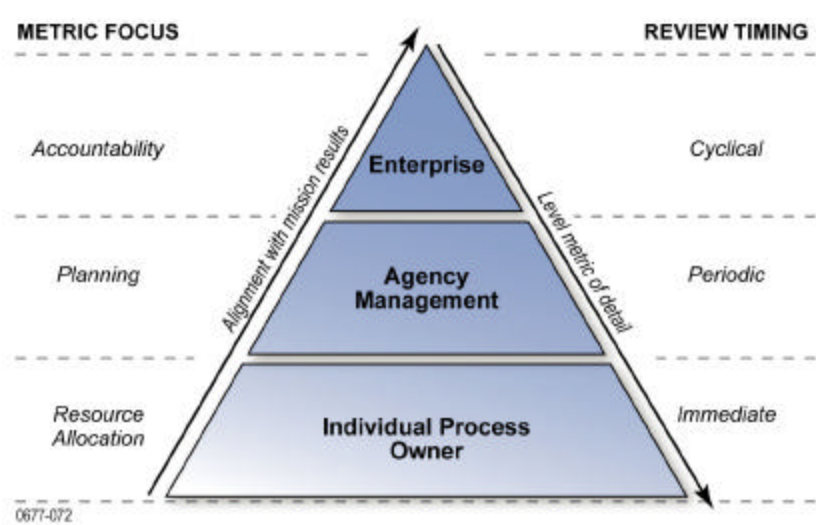 METRIC FOCUS
REVIEW TIMING
Accountability
Enterprise
Cyclical
Alignment with mission results
Level metric of detail
Planning
Agency
Management
Periodic
Resource
Allocation
Individual Process
Owner
Immediate
0677-072